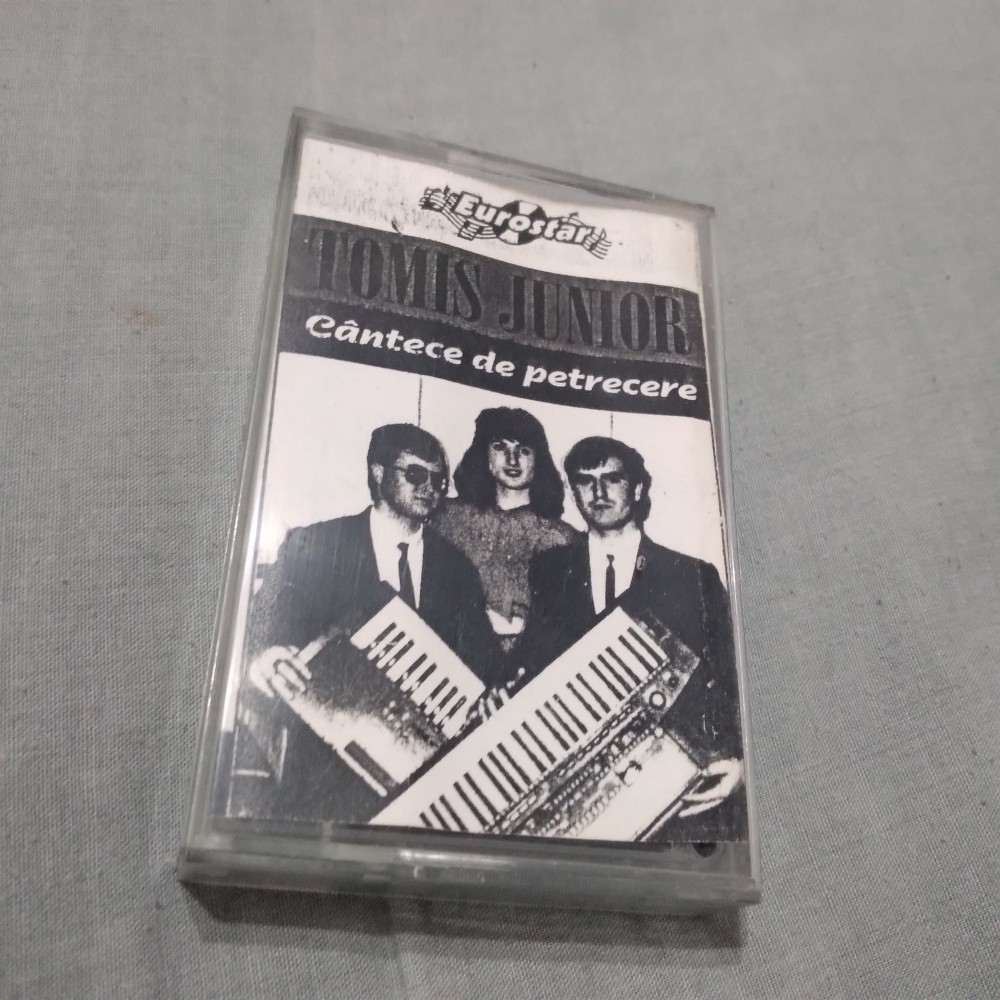 Eurostar
TOMIS JUNIOR
Cântece de petrecere